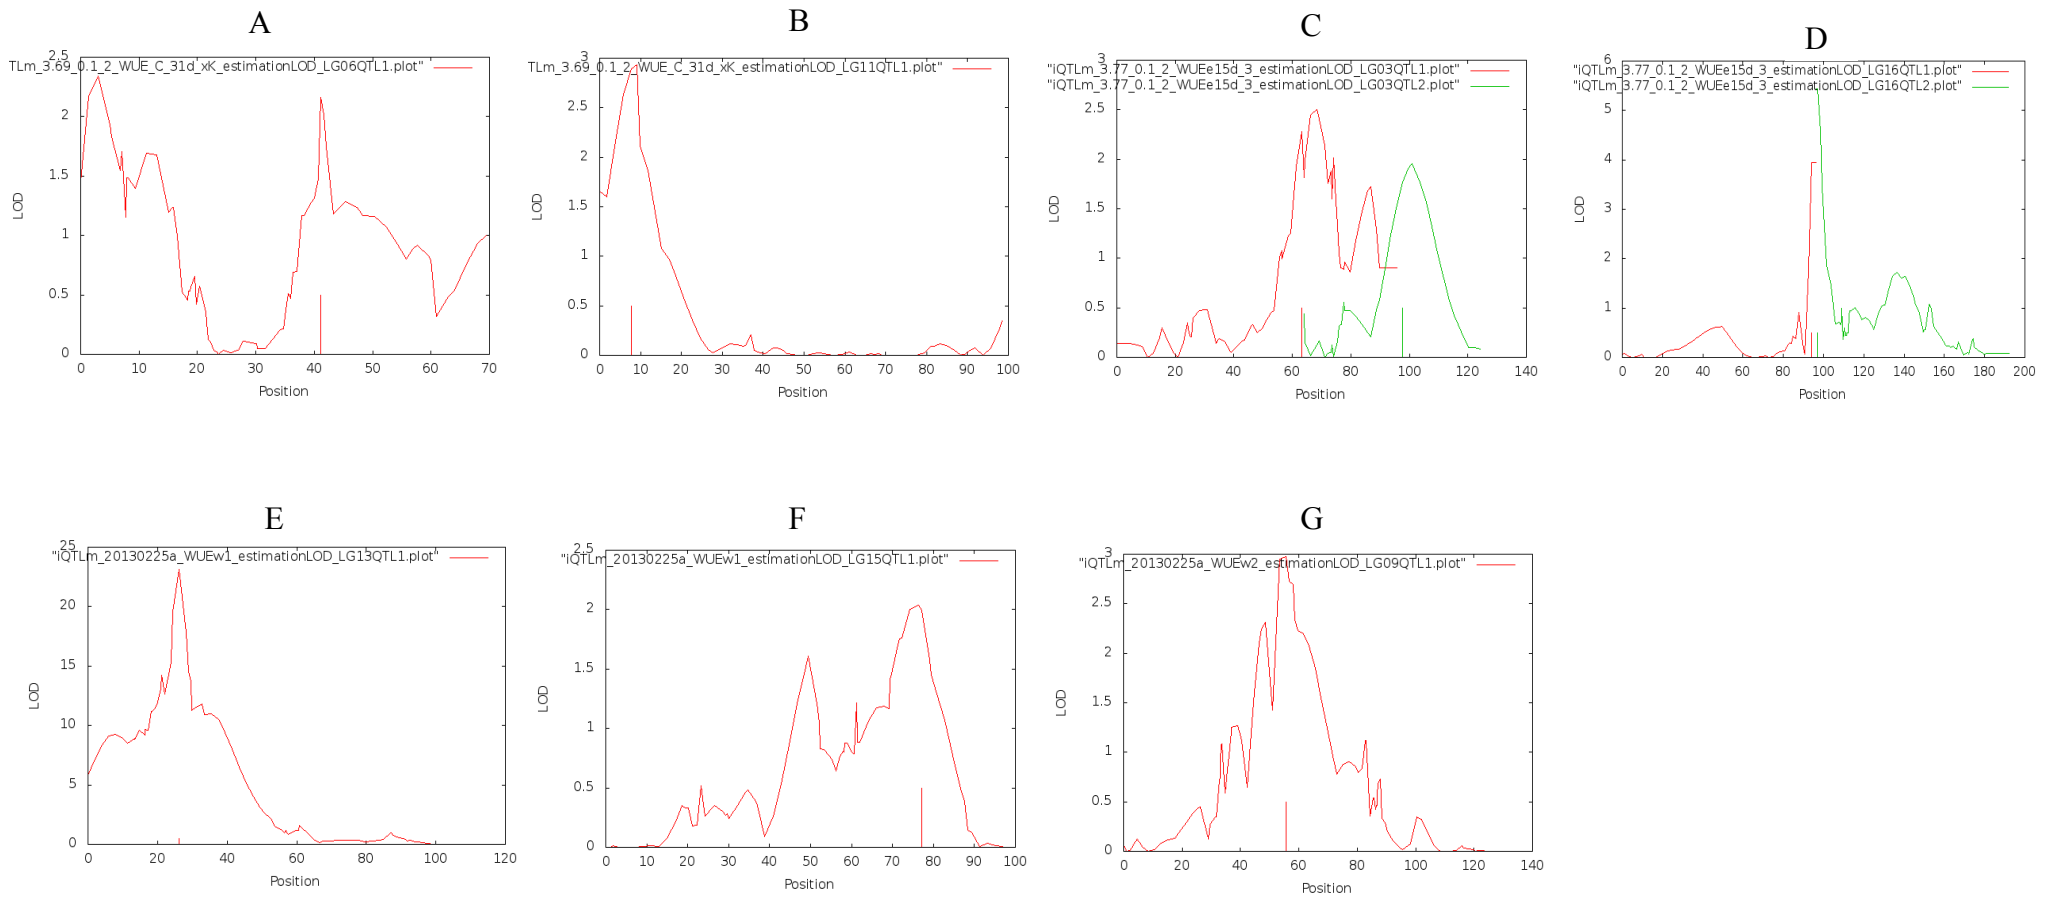 A
TLm_3.69_0.1_2_WUE_C_31d_xK_estimationLOD_LG06QTL1.plot"
2.5
2
1.5
1
0.5
0
LOD
0 10 20 30 40 50 60 70
Position
B
TLm_3.69_0.1_2_WUE_C_31d_xK_estimationLOD_LG11QTL1.plot"
3
2.5
2
1.5
1
0.5
0
LOD
0 10 20 30 40 50 60 70 80 90 100
Position
C
"iQTLm_3.77_0.1_2_WUEe15d_3_estimationLOD_LG03QTL1.plot"
"iQTLm_3.77_0.1_2_WUEe15d_3_estimationLOD_LG03QTL2.plot"
3
2.5
2
1.5
1
0.5
0
LOD
0 20 40 60 80 100 120 140
Position
D
"iQTLm_3.77_0.1_2_WUEe15d_3_estimationLOD_LG16QTL1.plot"
"iQTLm_3.77_0.1_2_WUEe15d_3_estimationLOD_LG16QTL2.plot"
6
5
4
3
2
1
0
LOD
0 20 40 60 80 100 120 140 160 180 200
Position
E
"iQTLm_20130225a_WUEw1_estimationLOD_LG13QTL1.plot"
25
20
15
10
5
0
LOD
0 20 40 60 80 100 120
Position
F
"iQTLm_20130225a_WUEw1_estimationLOD_LG15QTL1.plot"
2.5
2
1.5
1
0.5
0
LOD
0 10 20 30 40 50 60 70 80 90 100
Position
G
"iQTLm_20130225a_WUEw2_estimationLOD_LG09QTL1.plot"
3
2.5
2
1.5
1
0.5
0
LOD
0 20 40 60 80 100 120 140
Position